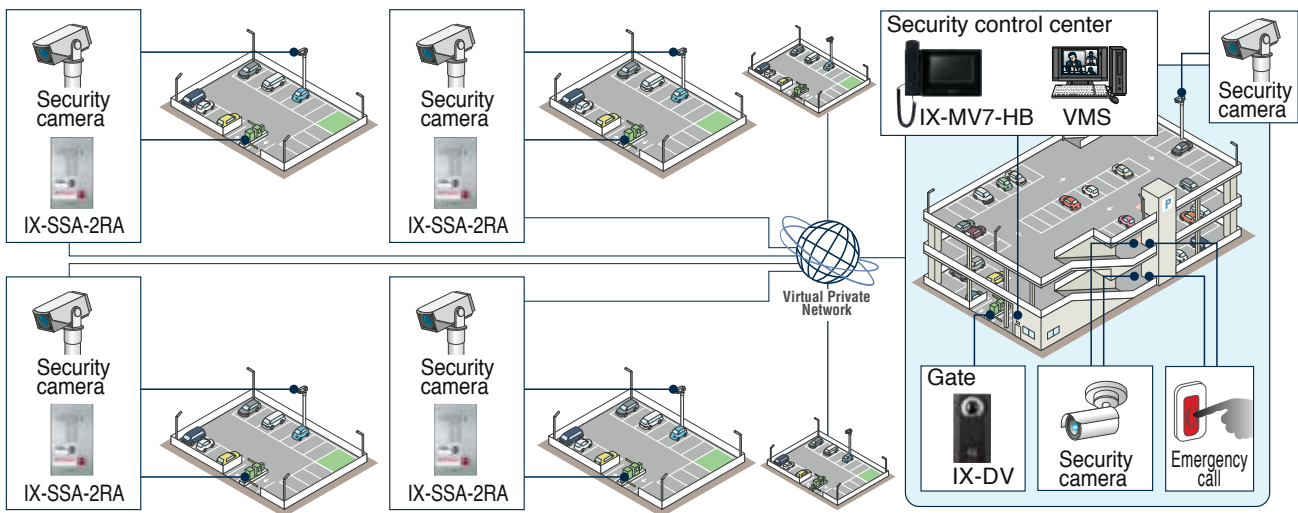 Security
camera
IX-SSA-2RA
Security
camera
IX-SSA-2RA
Security control center
IX-MV7-HB
VMS
Security
camera
P
Virtual Private
Network
Security
camera
IX-SSA-2RA
Security
camera
IX-SSA-2RA
Gate
IX-DV
Security
camera
Emergency
call